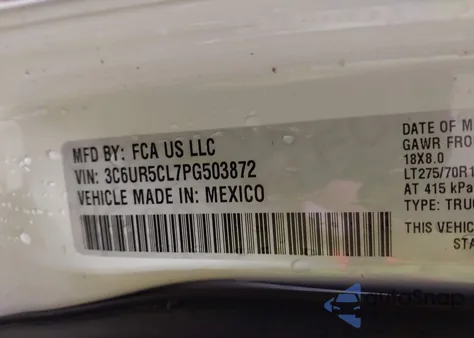 MFD BY: FCA US LLC
VIN: 3C6UR5CL7PG503872
VEHICLE MADE IN: MEXICO
DATE OF M
GAWR FRO
18X8.0
LT275/70R1
AT 415 kPa
TYPE: TRUC
THIS VEHICL
STA
autoSnap